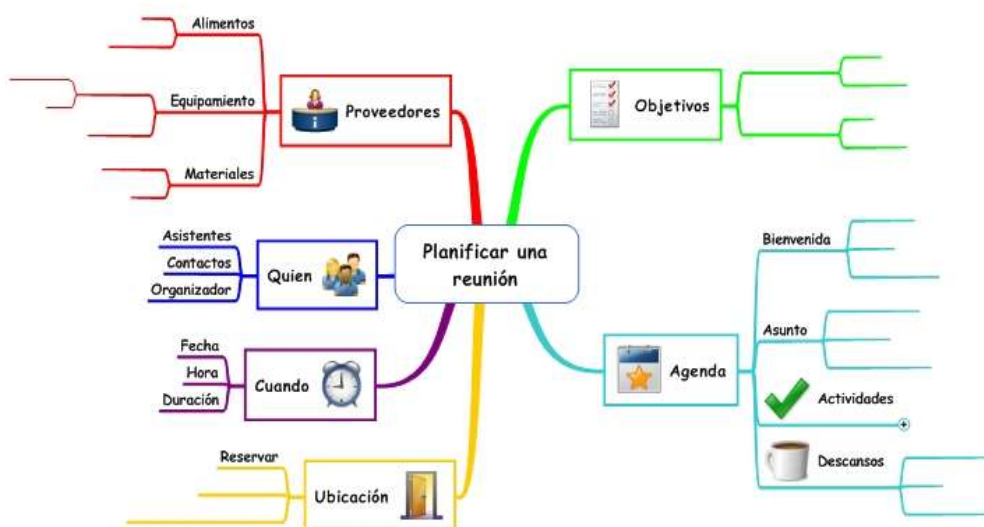 Planificar una
reunión
Proveedores
Alimentos
Equipamiento
Materiales
Quien
Asistentes
Contactos
Organizador
Cuando
Fecha
Hora
Duración
Ubicación
Reservar
Objetivos
Agenda
Bienvenida
Asunto
Actividades
Descansos